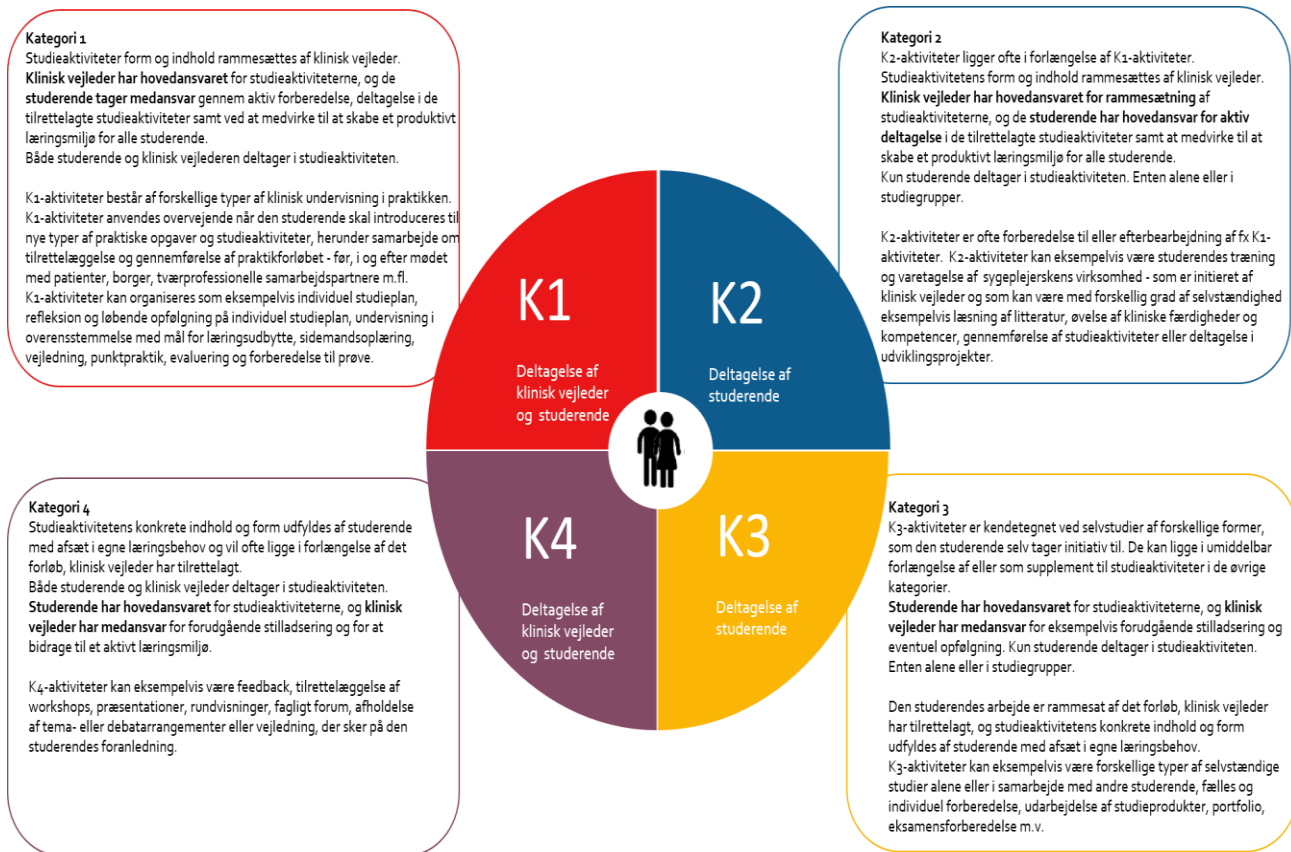 Kategori 1
Studieaktiviteter form og indhold rammesættes af klinisk vejleder.
Klinisk vejleder har hovedansvaret for studieaktiviteterne, og de
studerende tager medansvar gennem aktiv forberedelse, deltagelse i de
tilrettelagte studieaktiviteter samt ved at medvirke til at skabe et produktivt
læringsmiljø for alle studerende.
Både studerende og klinisk vejlederen deltager i studieaktiviteten.
K1-aktiviteter består af forskellige typer af klinisk undervisning i praktikken.
K1-aktiviteter anvendes overvejende når den studerende skal introduceres til
nye typer af praktiske opgaver og studieaktiviteter, herunder samarbejde om
tilrettelæggelse og gennemførelse af praktikforløbet - før, i og efter mødet
med patienter, borger, tværprofessionelle samarbejdspartnere m.fl.
K1-aktiviteter kan organiseres som eksempelvis individuel studieplan,
refleksion og løbende opfølgning på individuel studieplan, undervisning i
overensstemmelse med mål for læringsudbytte, sidemandsoplæring,
vejledning, punktpraktik, evaluering og forberedelse til prøve.
Kategori 2
K2-aktiviteter ligger ofte i forlængelse af K1-aktiviteter.
Studieaktivitetens form og indhold rammesættes af klinisk vejleder.
Klinisk vejleder har hovedansvaret for rammesætning af
studieaktiviteterne, og de studerende har hovedansvar for aktiv
deltagelse i de tilrettelagte studieaktiviteter samt at medvirke til at
skabe et produktivt læringsmiljø for alle studerende.
Kun studerende deltager i studieaktiviteten. Enten alene eller i
studiegrupper.
K2-aktiviteter er ofte forberedelse til eller efterbearbejdning af fx K1-
aktiviteter. K2-aktiviteter kan eksempelvis være studerendes træning
og varetagelse af sygeplejerskens virksomhed - som er initieret af
klinisk vejleder og som kan være med forskellig grad af selvstændighed
eksempelvis læsning af litteratur, øvelse af kliniske færdigheder og
kompetencer, gennemførelse af studieaktiviteter eller deltagelse i
udviklingsprojekter.
K1
Deltagelse af
klinisk vejleder
og studerende
K2
Deltagelse af
studerende
K4
Deltagelse af
klinisk vejleder
og studerende
K3
Deltagelse af
studerende
Kategori 4
Studieaktivitetens konkrete indhold og form udfyldes af studerende
med afsæt i egne læringsbehov og vil ofte ligge i forlængelse af det
forløb, klinisk vejleder har tilrettelagt.
Både studerende og klinisk vejleder deltager i studieaktiviteten.
Studerende har hovedansvaret for studieaktiviteterne, og klinisk
vejleder har medansvar for forudgående stilladsering og for at
bidrage til et aktivt læringsmiljø.
K4-aktiviteter kan eksempelvis være feedback, tilrettelæggelse af
workshops, præsentationer, rundvisninger, fagligt forum, afholdelse
af tema- eller debatarrangementer eller vejledning, der sker på den
studerendes foranledning.
Kategori 3
K3-aktiviteter er kendetegnet ved selvstudier af forskellige former,
som den studerende selv tager initiativ til. De kan ligge i umiddelbar
forlængelse af eller som supplement til studieaktiviteter i de øvrige
kategorier.
Studerende har hovedansvaret for studieaktiviteterne, og klinisk
vejleder har medansvar for eksempelvis forudgående stilladsering og
eventuel opfølgning. Kun studerende deltager i studieaktiviteten.
Enten alene eller i studiegrupper.
Den studerendes arbejde er rammesat af det forløb, klinisk vejleder
har tilrettelagt, og studieaktivitetens konkrete indhold og form
udfyldes af studerende med afsæt i egne læringsbehov.
K3-aktiviteter kan eksempelvis være forskellige typer af selvstændige
studier alene eller i samarbejde med andre studerende, fælles og
individuel forberedelse, udarbejdelse af studieprodukter, portfolio,
eksamensforberedelse m.v.